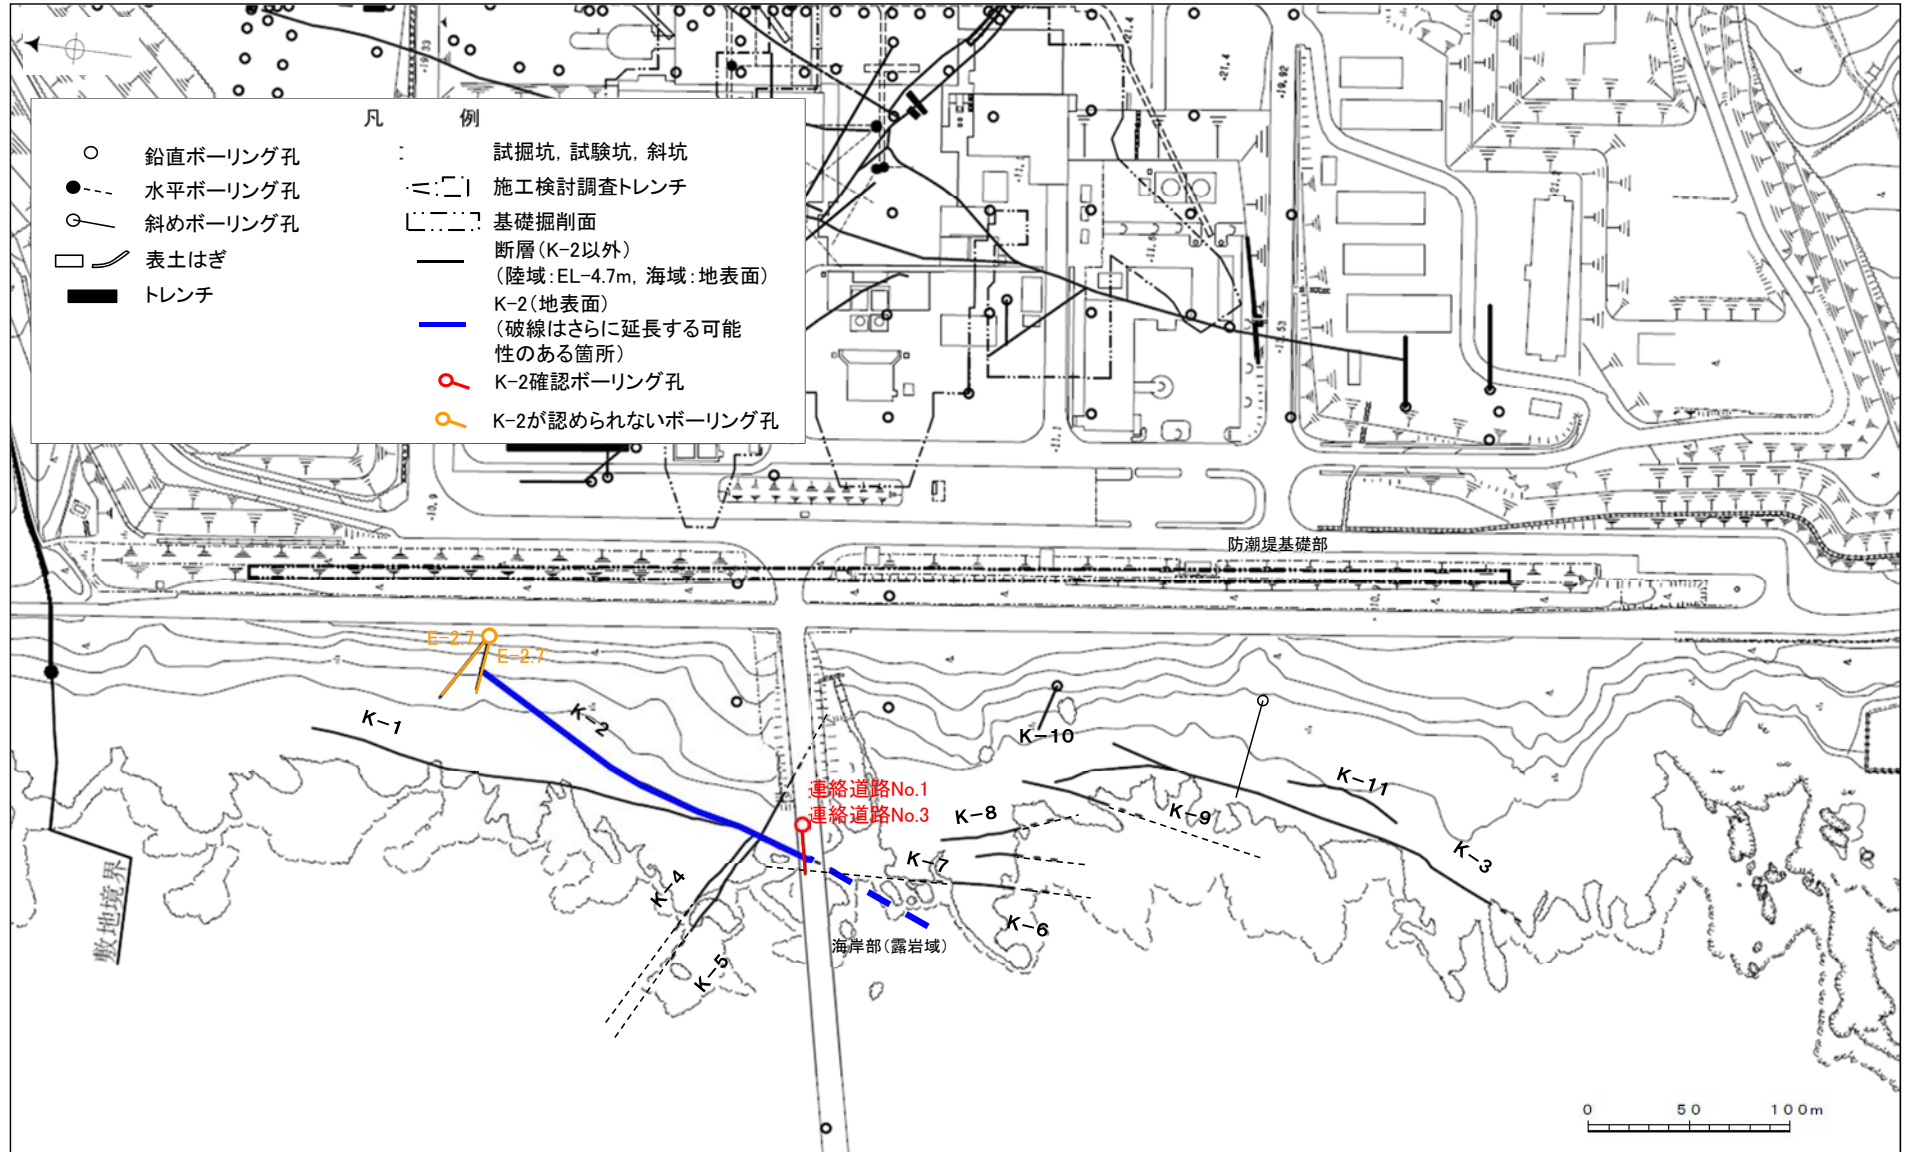 凡 例
鉛直ボーリング孔
水平ボーリング孔
斜めボーリング孔
表土はぎ
トレンチ
試掘坑, 試験坑, 斜坑
施工検討調査トレンチ
基礎掘削面
断層(K-2以外)
(陸域:EL-4.7m, 海域:地表面)
K-2(地表面)
(破線はさらに延長する可能
性のある箇所)
K-2確認ボーリング孔
K-2が認められないボーリング孔
防潮堤基礎部
E-2.7
E-2.7
K-1
K-2
K-10
連絡道路No.1
連絡道路No.3
K-11
K-8
K-9
K-7
K-3
K-4
K-6
K-5
海岸部(露岩域)
敷地境界
0 50 100m